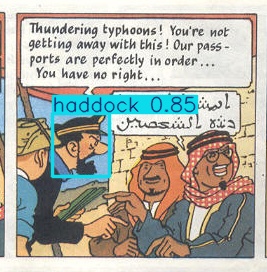 Thundering typhoons! You're not
getting away with this! Our pass-
ports are perfectly in order...
You have no right...
haddock 0.85